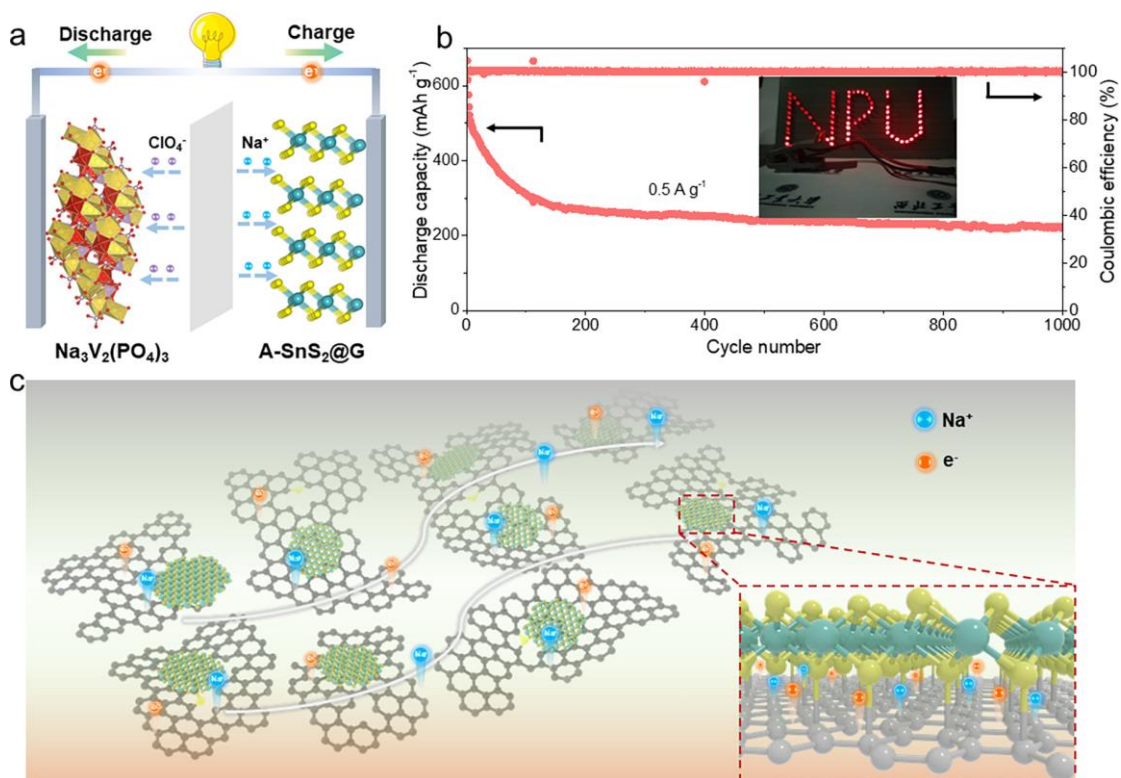 a
Discharge
Charge
e⁻
e⁻
ClO₄⁻
Na⁺
Na₃V₂(PO₄)₃
A-SnS₂@G
b
Discharge capacity (mAh g⁻¹)
600
400
200
0
0.5 A g⁻¹
NPU
0
200
400
600
800
1000
Cycle number
100
80
60
40
20
0
Coulombic efficiency (%)
c
Na⁺
e⁻